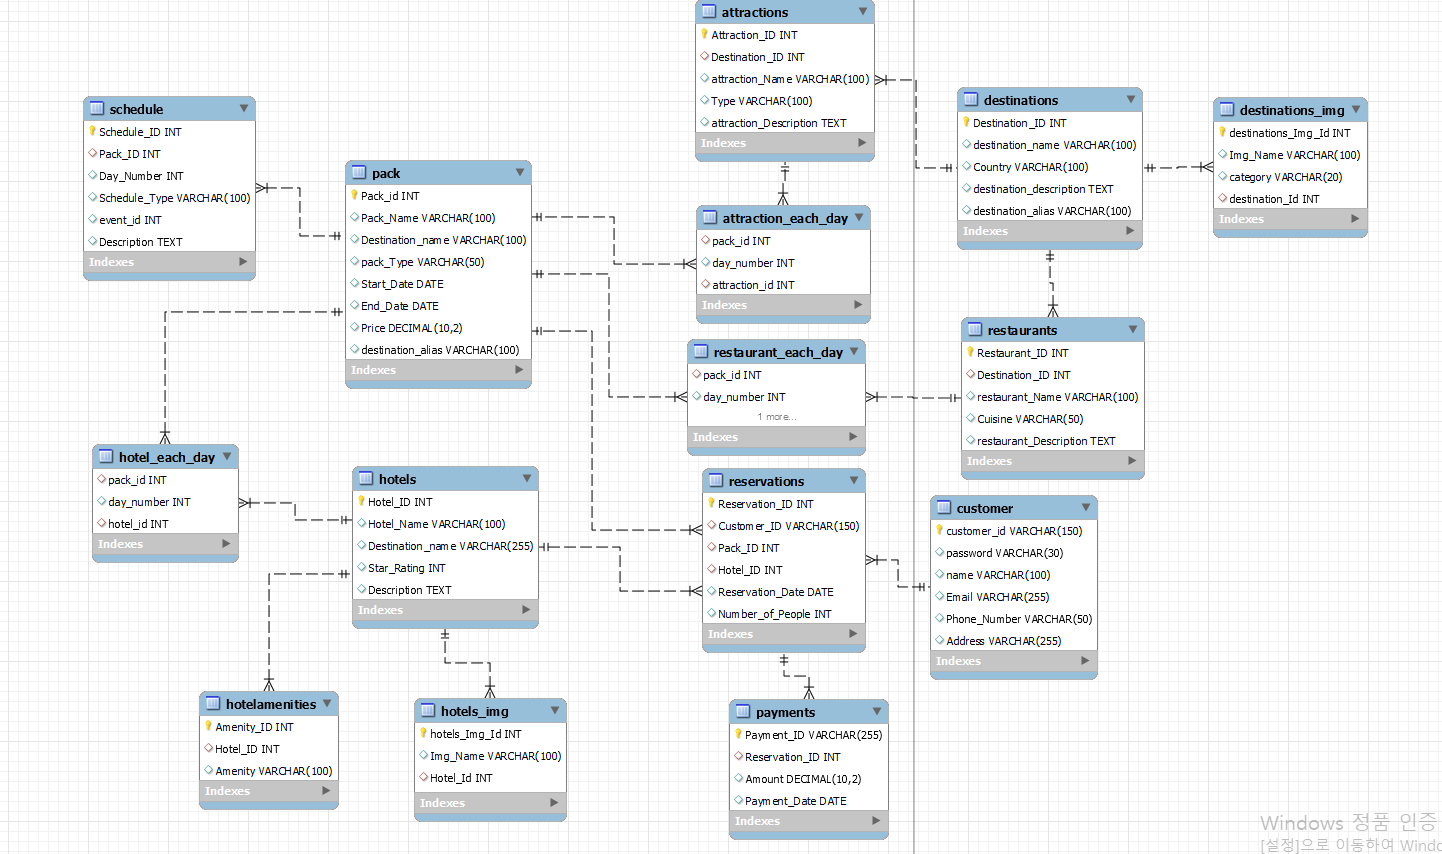 attractions
Attraction_ID INT
Destination_ID INT
attraction_Name VARCHAR(100)
Type VARCHAR(100)
attraction_Description TEXT
Indexes
destinations
Destination_ID INT
destination_name VARCHAR(100)
Country VARCHAR(100)
destination_description TEXT
destination_alias VARCHAR(100)
Indexes
destinations_img
destinations_Img_Id INT
Img_Name VARCHAR(100)
category VARCHAR(20)
destination_Id INT
Indexes
schedule
Schedule_ID INT
Pack_ID INT
Day_Number INT
Schedule_Type VARCHAR(100)
event_id INT
Description TEXT
Indexes
pack
Pack_id INT
Pack_Name VARCHAR(100)
Destination_name VARCHAR(100)
pack_Type VARCHAR(50)
Start_Date DATE
End_Date DATE
Price DECIMAL(10,2)
destination_alias VARCHAR(100)
Indexes
attraction_each_day
pack_id INT
day_number INT
attraction_id INT
Indexes
restaurants
Restaurant_ID INT
Destination_ID INT
restaurant_Name VARCHAR(100)
Cuisine VARCHAR(50)
restaurant_Description TEXT
Indexes
restaurant_each_day
pack_id INT
day_number INT
1 more...
Indexes
hotel_each_day
pack_id INT
day_number INT
hotel_id INT
Indexes
hotels
Hotel_ID INT
Hotel_Name VARCHAR(100)
Destination_name VARCHAR(255)
Star_Rating INT
Description TEXT
Indexes
reservations
Reservation_ID INT
Customer_ID VARCHAR(150)
Pack_ID INT
Hotel_ID INT
Reservation_Date DATE
Number_of_People INT
Indexes
customer
customer_id VARCHAR(150)
password VARCHAR(30)
name VARCHAR(100)
Email VARCHAR(255)
Phone_Number VARCHAR(50)
Address VARCHAR(255)
Indexes
hotelamenities
Amenity_ID INT
Hotel_ID INT
Amenity VARCHAR(100)
Indexes
hotels_img
hotels_Img_Id INT
Img_Name VARCHAR(100)
Hotel_Id INT
Indexes
payments
Payment_ID VARCHAR(255)
Reservation_ID INT
Amount DECIMAL(10,2)
Payment_Date DATE
Indexes
Windows 정품 인증
[설정]으로 이동하여